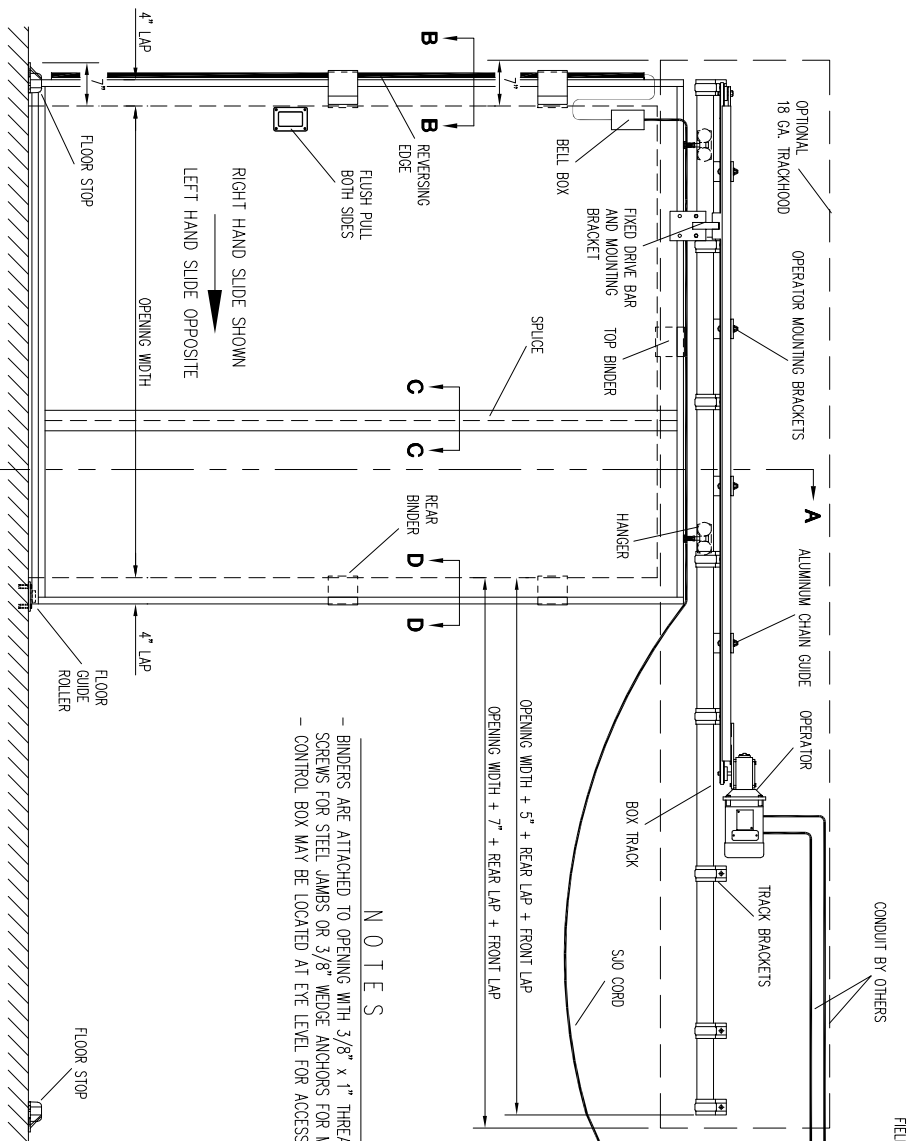 FIEL
CONDUIT BY OTHERS
OPTIONAL
18 GA. TRACKHOOD
OPERATOR MOUNTING BRACKETS
A
ALUMINUM CHAIN GUIDE
OPERATOR
TRACK BRACKETS
BOX TRACK
HANGER
4" LAP
7"
7"
B
B
BELL BOX
FIXED DRIVE BAR
AND MOUNTING
BRACKET
TOP BINDER
SPLICE
REVERSING
EDGE
FLUSH PULL
BOTH SIDES
C
C
D
D
REAR
BINDER
OPENING WIDTH + 5" + REAR LAP + FRONT LAP
OPENING WIDTH + 7" + REAR LAP + FRONT LAP
SJO CORD
RIGHT HAND SLIDE SHOWN
LEFT HAND SLIDE OPPOSITE
FLOOR STOP
OPENING WIDTH
4" LAP
FLOOR
GUIDE
ROLLER
NOTES
- BINDERS ARE ATTACHED TO OPENING WITH 3/8" x 1" THREA
SCREWS FOR STEEL JAMBS OR 3/8" WEDGE ANCHORS FOR M
- CONTROL BOX MAY BE LOCATED AT EYE LEVEL FOR ACCESS
FLOOR STOP